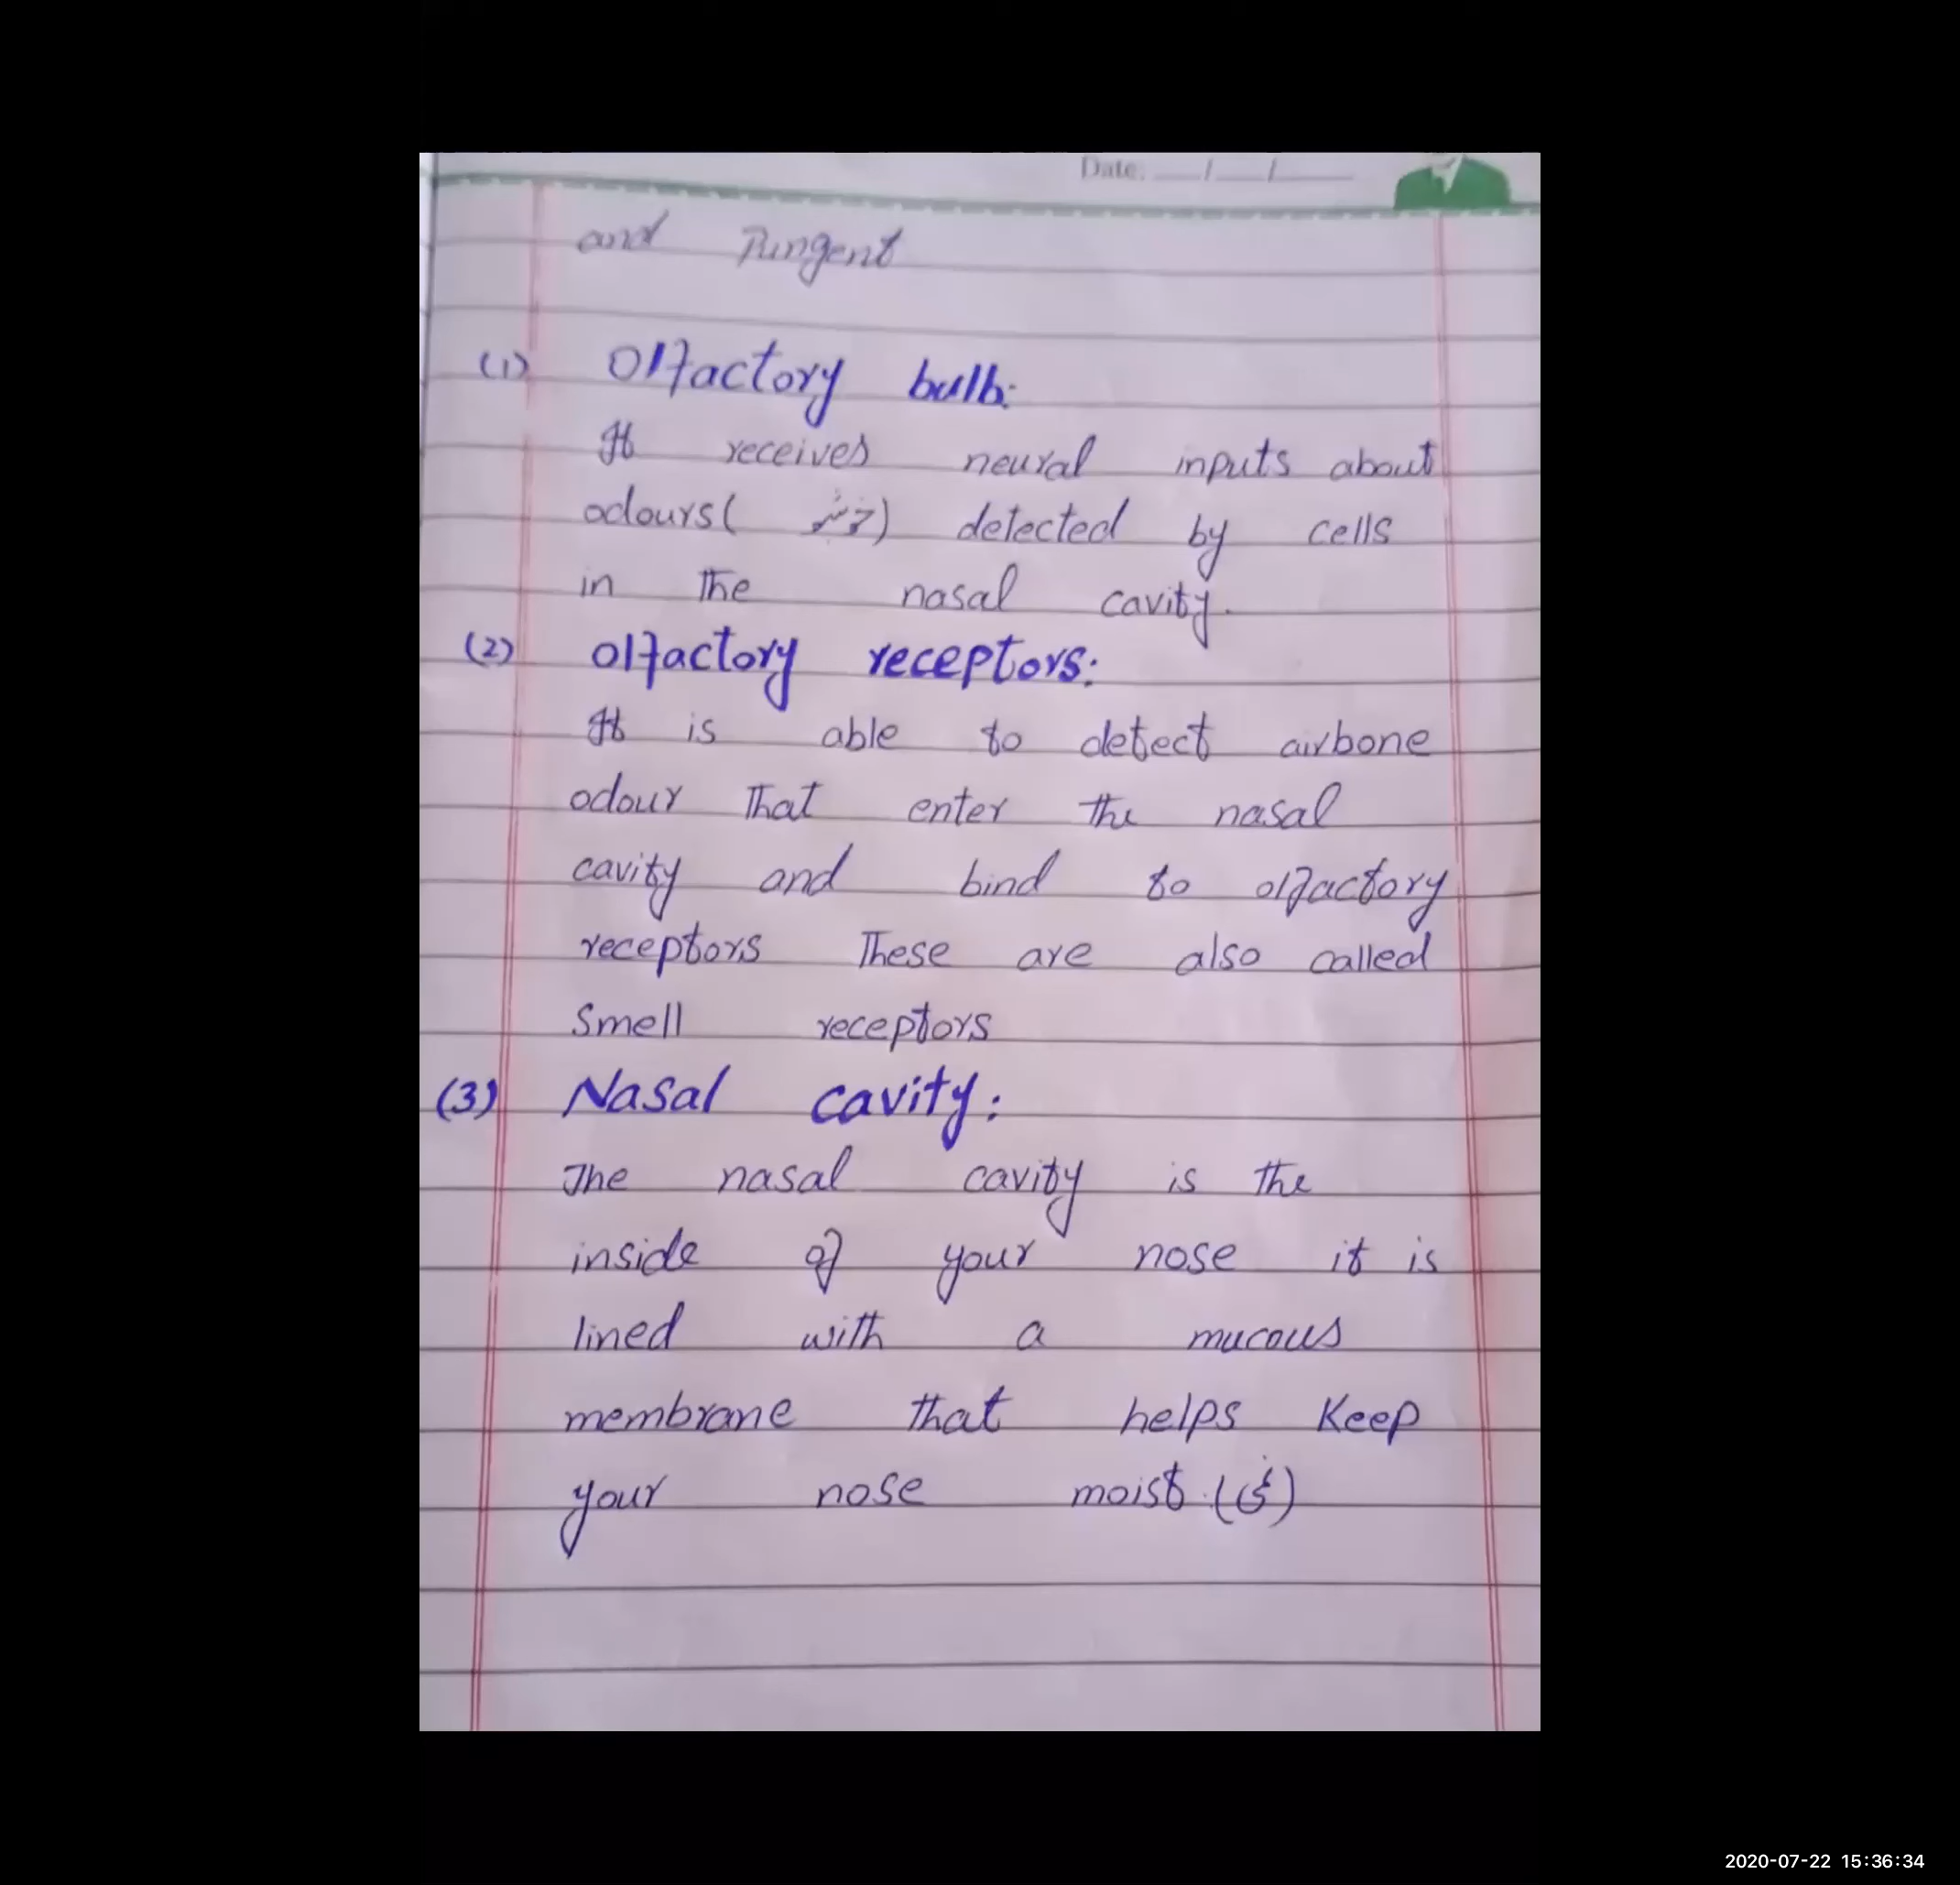 Date: __/__/__
and Pungent
(1) Olfactory bulb:
It receives neural inputs about
odours( ) detected by cells
in the nasal cavity.
(2) olfactory receptors:
It is able to detect airbone
odour That enter the nasal
cavity and bind to olfactory
receptors These are also called
Smell receptors
(3) Nasal cavity:
The nasal cavity is the
inside of your nose it is
lined with a mucous
membrane that helps Keep
your nose moist.( )
2020-07-22 15:36:34